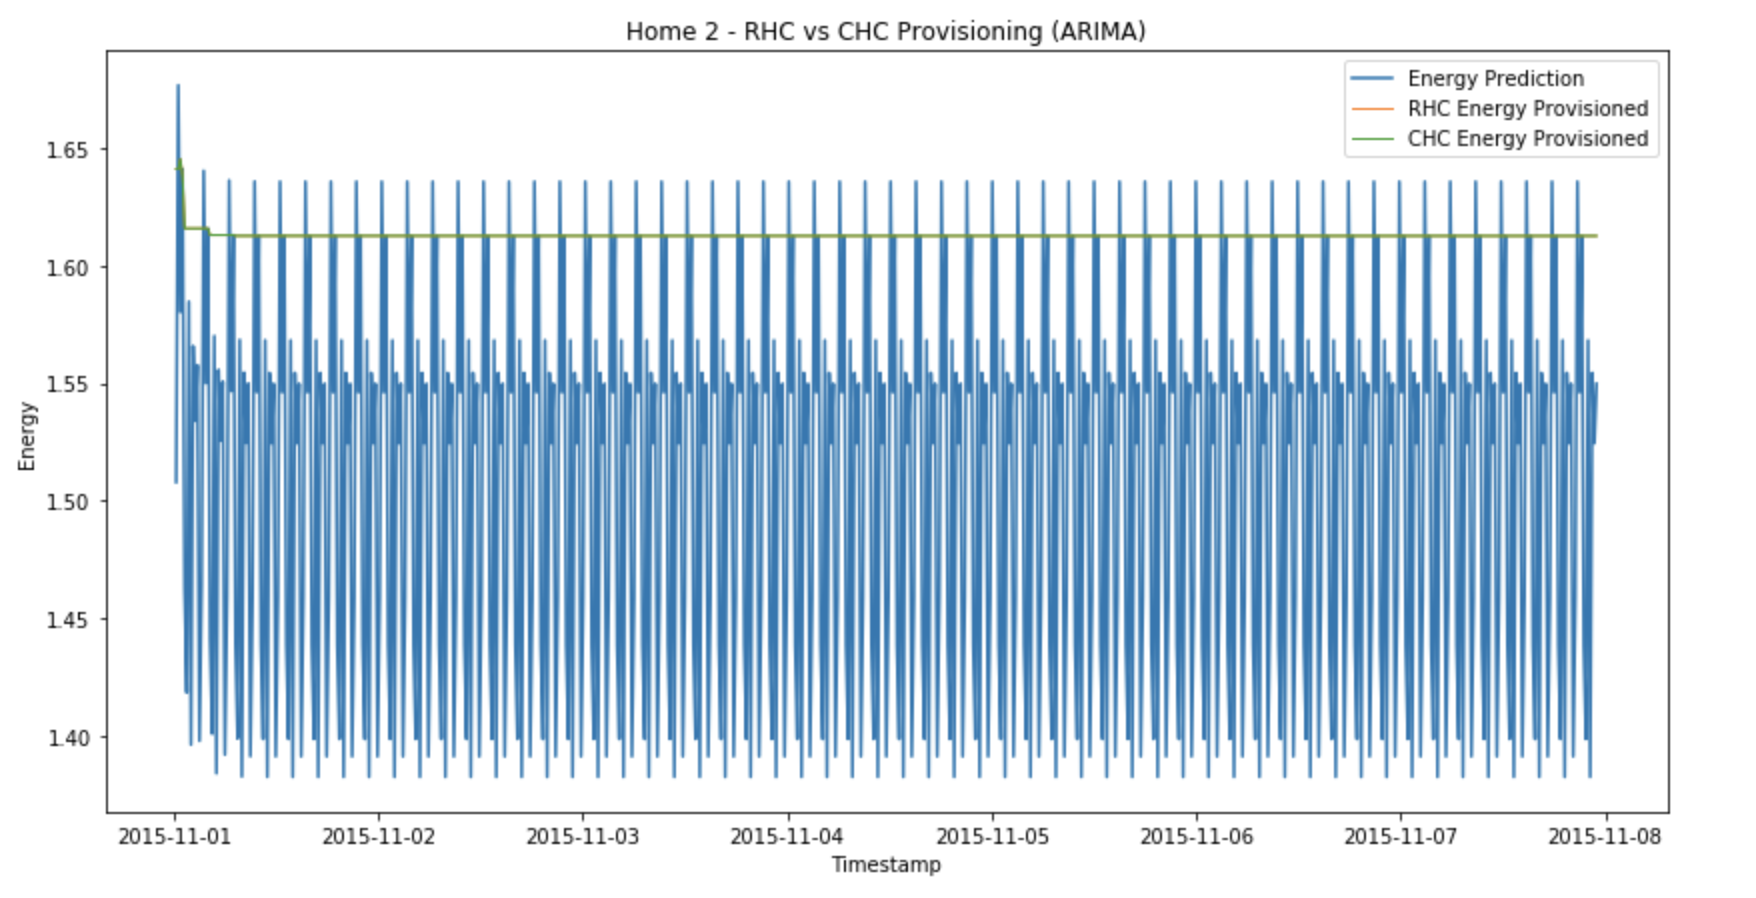 Home 2 - RHC vs CHC Provisioning (ARIMA)
Energy Prediction
RHC Energy Provisioned
CHC Energy Provisioned
1.65
1.60
1.55
1.50
1.45
1.40
Energy
2015-11-01 2015-11-02 2015-11-03 2015-11-04 2015-11-05 2015-11-06 2015-11-07 2015-11-08
Timestamp